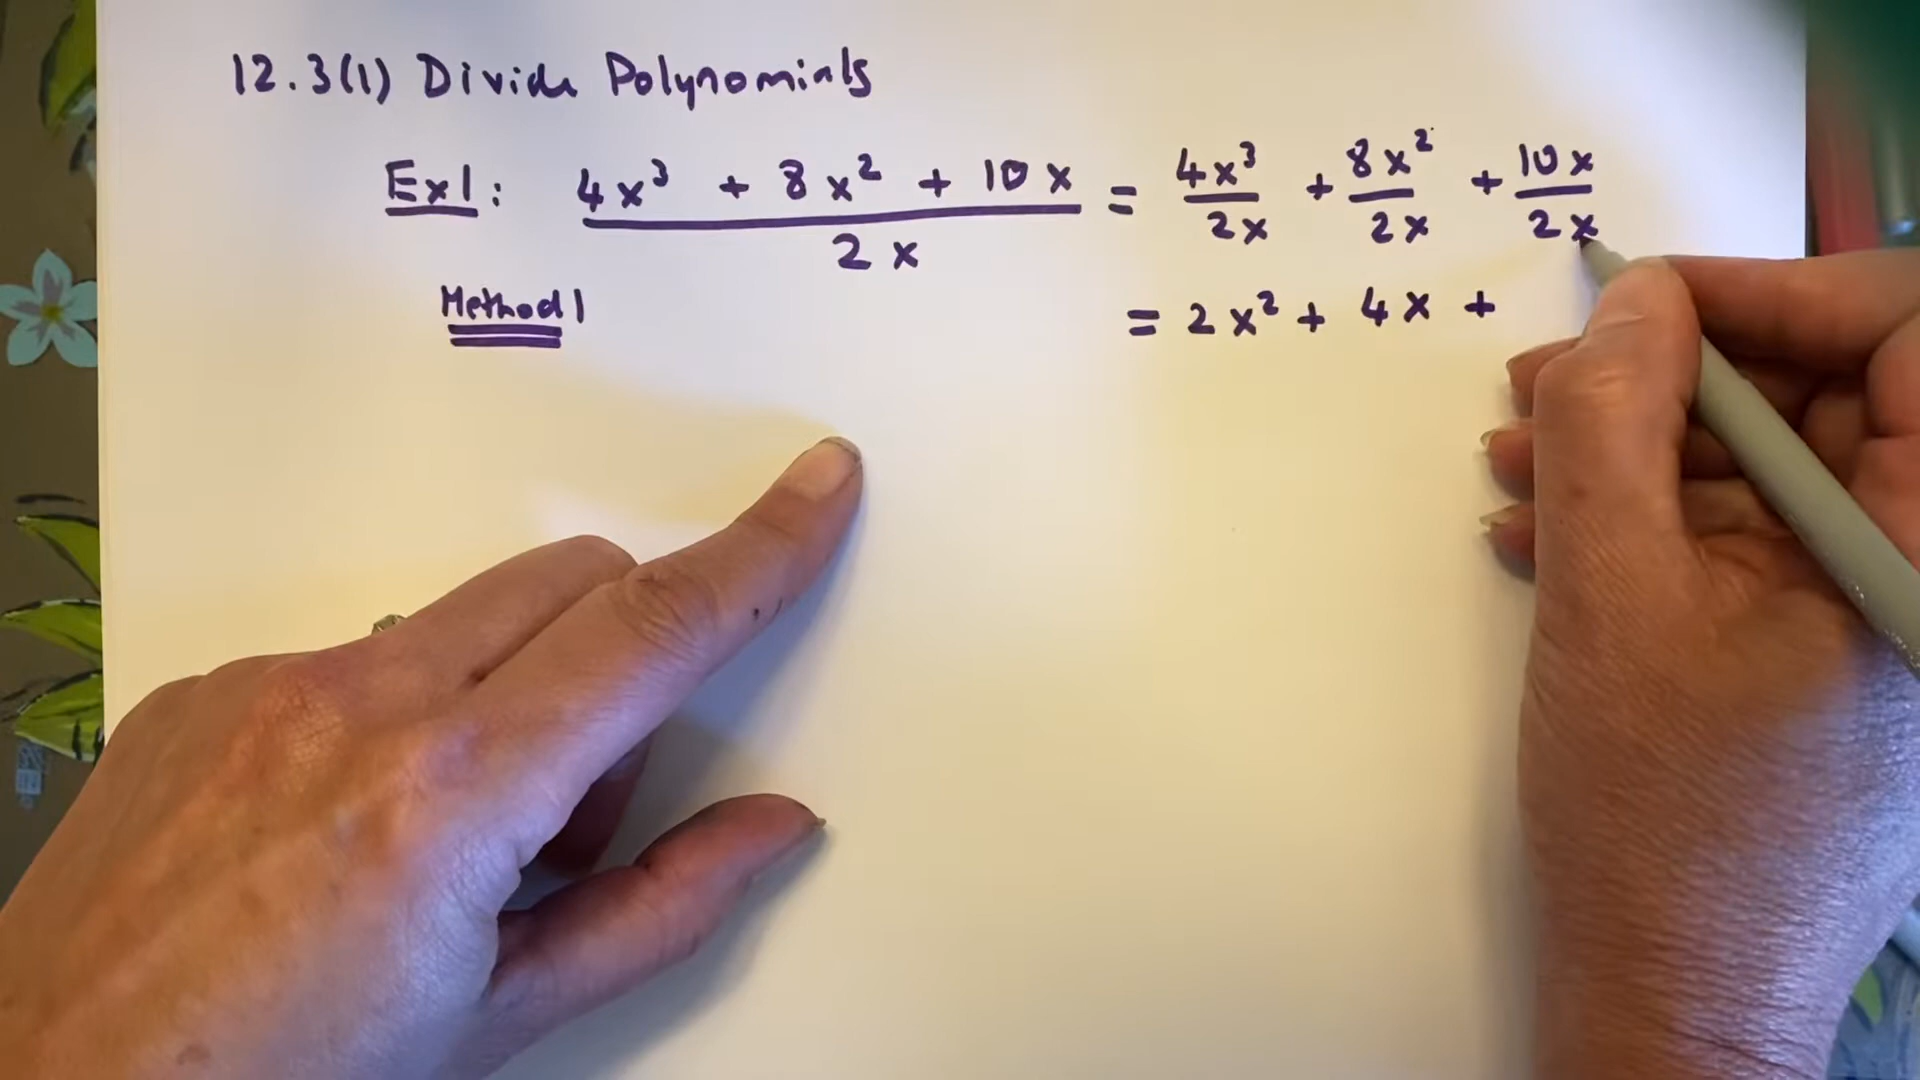 12.3(1) Divide Polynomials
Ex1: (4x³ + 8x² + 10x)/(2x) = 4x³/2x + 8x²/2x + 10x/2x
Method 1 = 2x² + 4x +